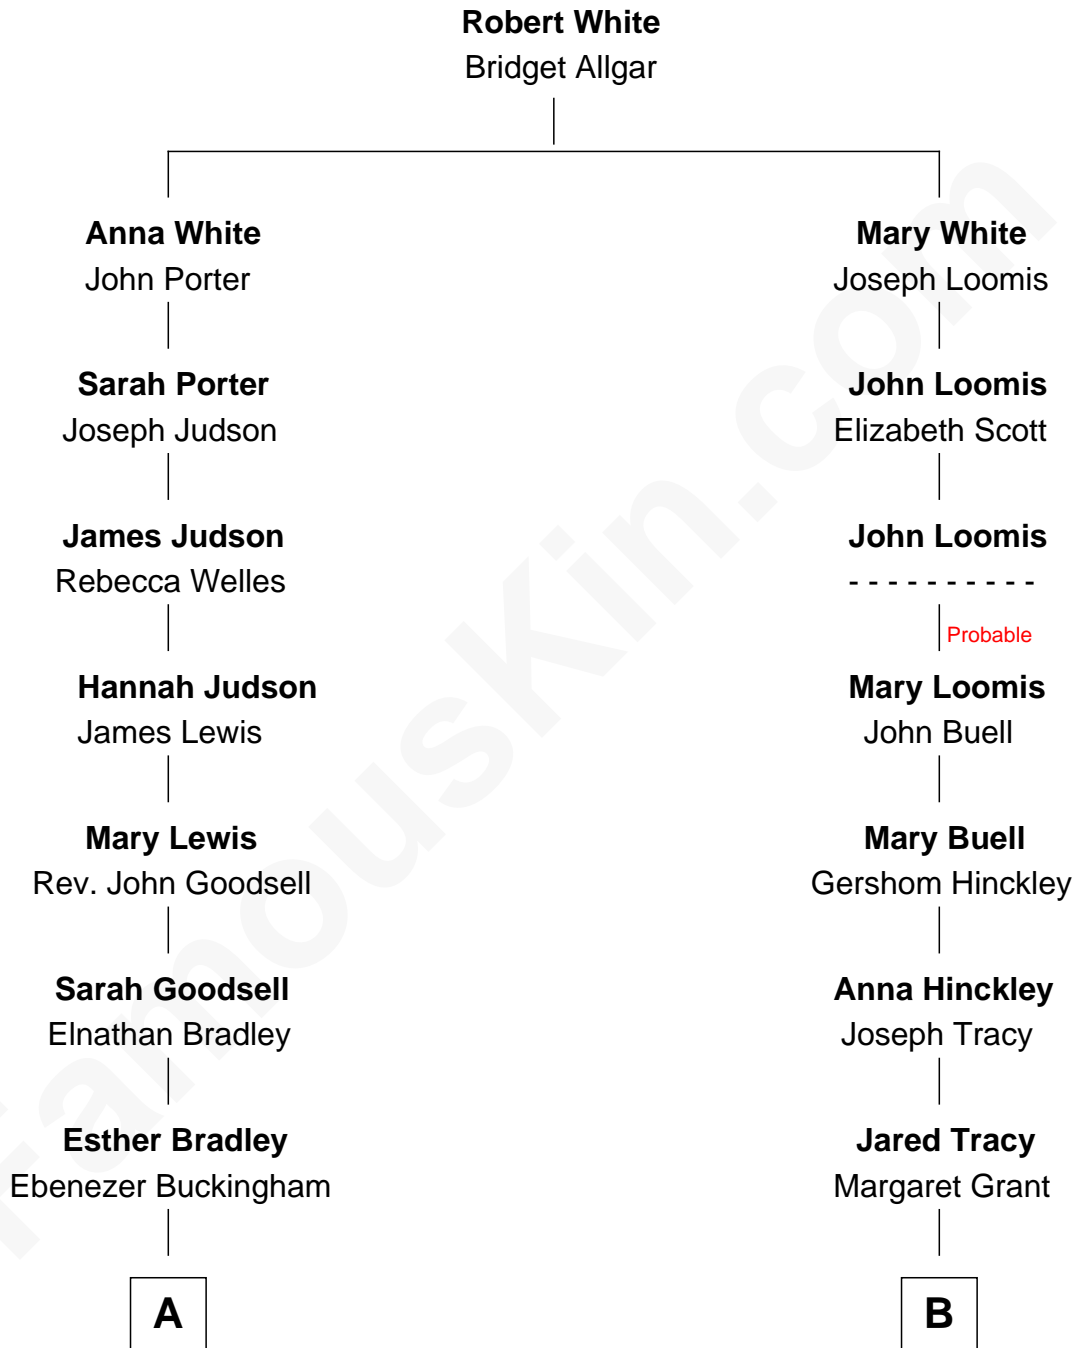 Robert White
Bridget Allgar
Anna White
John Porter
Mary White
Joseph Loomis
Sarah Porter
Joseph Judson
John Loomis
Elizabeth Scott
James Judson
Rebecca Welles
John Loomis
- - - - - - - - - -
Probable
Hannah Judson
James Lewis
Mary Loomis
John Buell
Mary Lewis
Rev. John Goodsell
Mary Buell
Gershom Hinckley
Sarah Goodsell
Elnathan Bradley
Anna Hinckley
Joseph Tracy
Esther Bradley
Ebenezer Buckingham
Jared Tracy
Margaret Grant
A
B
FamousKin.com